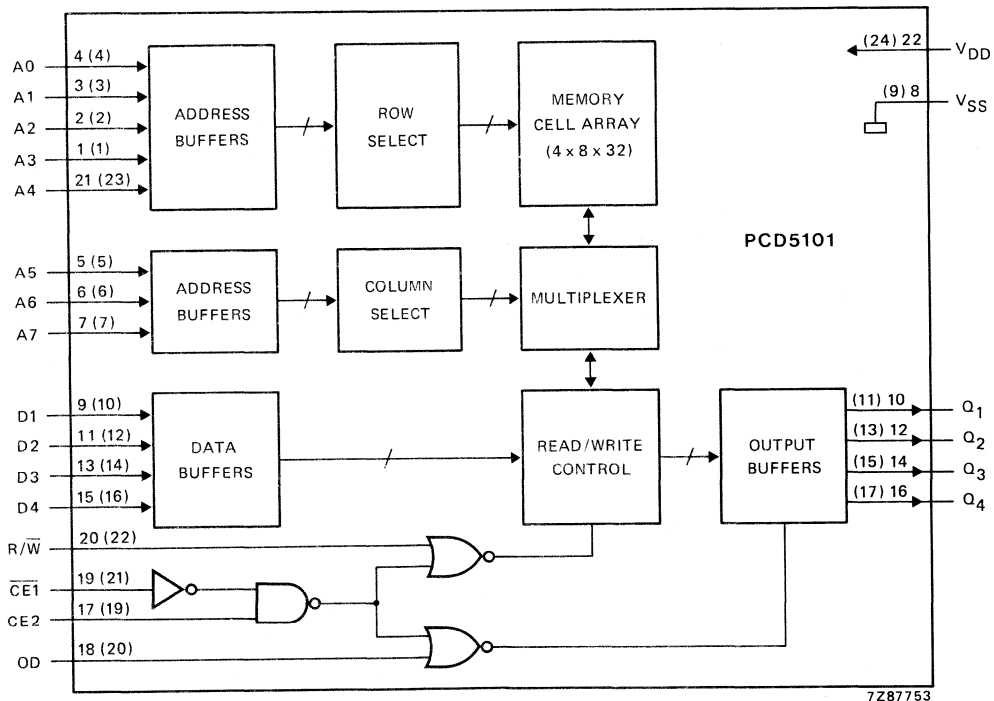 A0 4 (4)
A1 3 (3)
A2 2 (2)
A3 1 (1)
A4 21 (23)
ADDRESS
BUFFERS
ROW
SELECT
MEMORY
CELL ARRAY
(4 x 8 x 32)
(24) 22 VDD
(9) 8 VSS
PCD5101
A5 5 (5)
A6 6 (6)
A7 7 (7)
ADDRESS
BUFFERS
COLUMN
SELECT
MULTIPLEXER
D1 9 (10)
D2 11 (12)
D3 13 (14)
D4 15 (16)
DATA
BUFFERS
READ/WRITE
CONTROL
OUTPUT
BUFFERS
(11) 10 Q1
(13) 12 Q2
(15) 14 Q3
(17) 16 Q4
R/W̅ 20 (22)
C̅E̅1̅ 19 (21)
CE2 17 (19)
OD 18 (20)
7Z87753